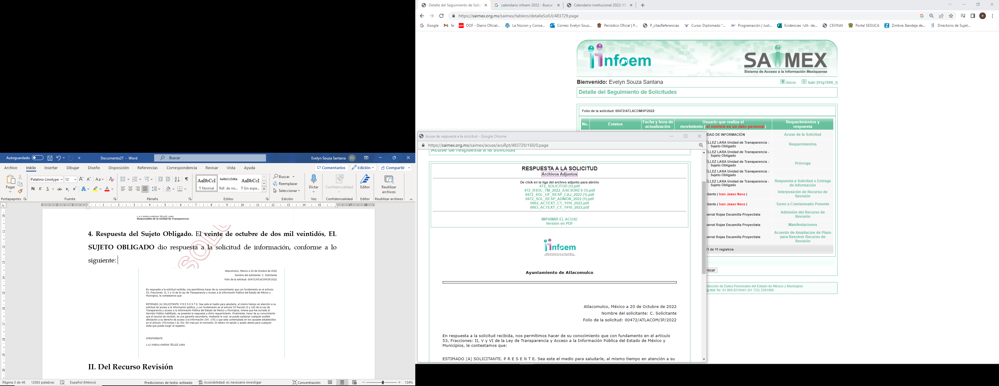 Autoguardado
Documento27 - Word
Buscar
Evelyn Souza Santana ES
Archivo Inicio Insertar Dibujar Diseño Disposición Referencias Correspondencia Revisar Vista Ayuda
Comentarios Edición Compartir
Pegar
Palatino Linotype 12
N K S ab x₂ x²
AaBbCcI AaBbCcDdEe AaBbCcI
¶ Normal Ref. de no... ¶ Sin espa...
Buscar
Reemplazar
Seleccionar
Dictar
Confidencialidad
Editor
Reutilizar archivos
Portapapeles Fuente Párrafo Estilos Edición Voz Confidencialidad Editor Reutilizar archivos
L.A.I KARLA KARINA TÉLLEZ LARA
Responsable de la Unidad de Transparencia
4. Respuesta del Sujeto Obligado. El veinte de octubre de dos mil veintidós, EL
SUJETO OBLIGADO dio respuesta a la solicitud de información, conforme a lo
siguiente:
Atlacomulco, México a 20 de Octubre de 2022
Nombre del solicitante: C. Solicitante
Folio de la solicitud: 00472/ATLACOM/IP/2022
En respuesta a la solicitud recibida, nos permitimos hacer de su conocimiento que con fundamento en el artículo
53, Fracciones: II, V y VI de la Ley de Transparencia y Acceso a la Información Pública del Estado de México y
Municipios, le contestamos que:
ESTIMADO (A) SOLICITANTE. P R E S E N T E. Sea este el medio para saludarle, al mismo tiempo en atención a su
solicitud de acceso a la información pública, y con fundamento en el artículo 53 fracción II y 163 de la Ley de
Transparencia y acceso a la Información Pública del Estado de México y Municipios, misma que fue turnada al
Servidor Público habilitado, se presenta la respuesta a dicho requerimiento. Finalmente, hacer de su conocimiento
que el recurso de revisión, es una garantía secundaria, mediante la cual, se puede subsanar cualquier posible
afectación a su derecho de acceso a la información (Art. 176) y que esta contemplada en los causales establecidos
en el artículo 179,incisos I AL XIV. Sin más por el momento, le reitero mi saludo y quedo atenta para cualquier
duda que pueda surgir al respecto.
ATENTAMENTE
L.A.I KARLA KARINA TÉLLEZ LARA
II. Del Recurso Revisión
Página 3 de 48 12063 palabras Español (México) Predicciones de texto: activado Accesibilidad: es necesario investigar Concentración 134%
Detalle del Seguimiento de Solic
calendario infoem 2022 - Buscar
Calendario institucional 2022-15
https://saimex.org.mx/saimex/tablero/detalleSolUI/483729.page
Google fa DOF - Diario Oficial... La Nocion y Conce... Correo: Evelyn Souz... Periódico Oficial | P... P_citasReferencias Curso: Diplomado "... Programación | Just... Evidencias -UA- de... CEVINAI Portal SEDUCA Zimbra: Bandeja de... Directorio de Sujet...
infoem
SAIMEX
Sistema de Acceso a la Información Mexiquense
Bienvenido: Evelyn Souza Santana
Inicio Salir [V1g789K_I]
Detalle del Seguimiento de Solicitudes
Folio de la solicitud: 00472/ATLACOM/IP/2022
No. Estatus Fecha y hora de actualización Usuario que realiza el movimiento ( el nombre es un dato personal) Requerimientos y respuesta
DAD DE INFORMACIÓN Acuse de la Solicitud
LLEZ LARA Unidad de Transparencia - Sujeto Obligado Requerimientos
LLEZ LARA Unidad de Transparencia - Sujeto Obligado
LLEZ LARA Unidad de Transparencia - Sujeto Obligado Prórroga
LLEZ LARA Unidad de Transparencia - Sujeto Obligado
LLEZ LARA Unidad de Transparencia - Sujeto Obligado Respuesta a Solicitud o Entrega de Información
itante ( Ivan Jasso Nava ) Interposición de Recurso de Revisión
itante ( Ivan Jasso Nava ) Turno a Comisionado Ponente
serrat Rojas Escamilla Proyectista Admisión del Recurso de Revisión
serrat Rojas Escamilla Proyectista Manifestaciones
serrat Rojas Escamilla Proyectista Acuerdo de Ampliacion de Plazo para Resolver Recurso de Revisión
11 de 11 registros
resar
otección de Datos Personales del Estado de México y Municipios
g.mx Tel. 01 800 8210441 (01 722) 2261980
Acuse de respuesta a la solicitud - Google Chrome
https://saimex.org.mx/saimex/acuse/acuRpt/483729/160/0.page
Acuse de respuesta a la solicitud
RESPUESTA A LA SOLICITUD
Archivos Adjuntos
De click en la liga del archivo adjunto para abrirlo
472_SOLICITUD (1).pdf
472_RSOL_TM_2022_ASESORES (1).pdf
0472_SOL_OF_RESP_CAJ_2022 (1).pdf
0472_SOL_RESP_ADMON_2022 (1).pdf
0062_ACTEXT_CT_1110_2022.pdf
0063_ACTEXT_CT_1410_2022.pdf
IMPRIMIR EL ACUSE
Versión en PDF
infoem
Ayuntamiento de Atlacomulco
Atlacomulco, México a 20 de Octubre de 2022
Nombre del solicitante: C. Solicitante
Folio de la solicitud: 00472/ATLACOM/IP/2022
En respuesta a la solicitud recibida, nos permitimos hacer de su conocimiento que con fundamento en el artículo
53, Fracciones: II, V y VI de la Ley de Transparencia y Acceso a la Información Pública del Estado de México y
Municipios, le contestamos que:
ESTIMADO (A) SOLICITANTE. P R E S E N T E. Sea este el medio para saludarle, al mismo tiempo en atención a su